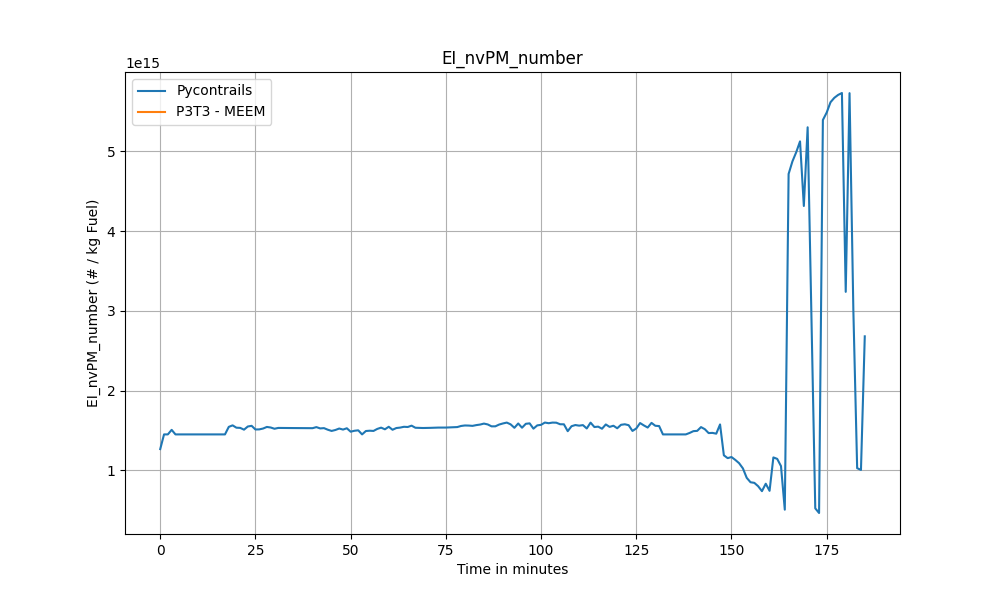 EI_nvPM_number
1e15
Pycontrails
P3T3 - MEEM
EI_nvPM_number (# / kg Fuel)
5
4
3
2
1
0 25 50 75 100 125 150 175
Time in minutes